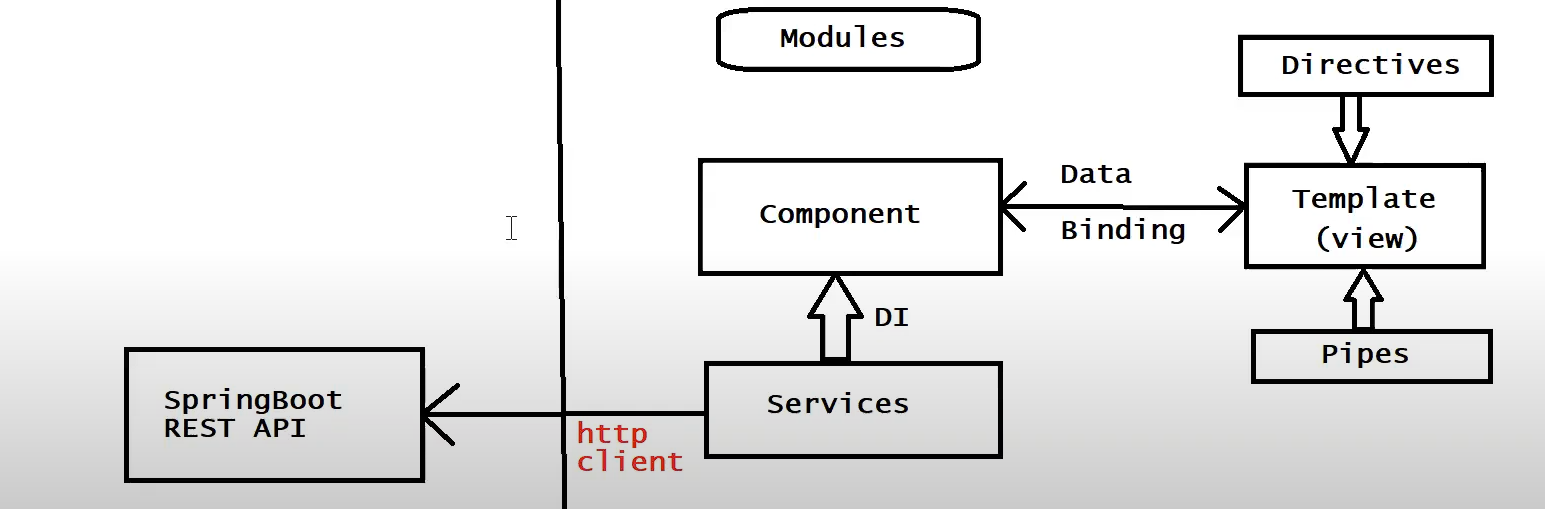 Modules
Directives
Data
Binding
Component
Template
(view)
DI
Pipes
SpringBoot
REST API
Services
http
client